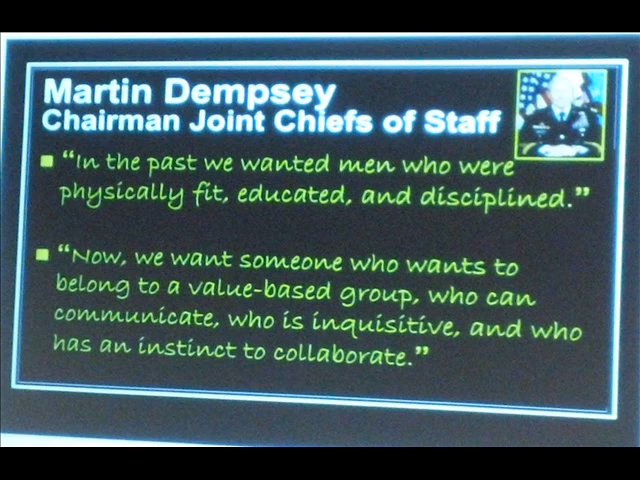 Martin Dempsey
Chairman Joint Chiefs of Staff
“In the past we wanted men who were
physically fit, educated, and disciplined.”
“Now, we want someone who wants to
belong to a value-based group, who can
communicate, who is inquisitive, and who
has an instinct to collaborate.”